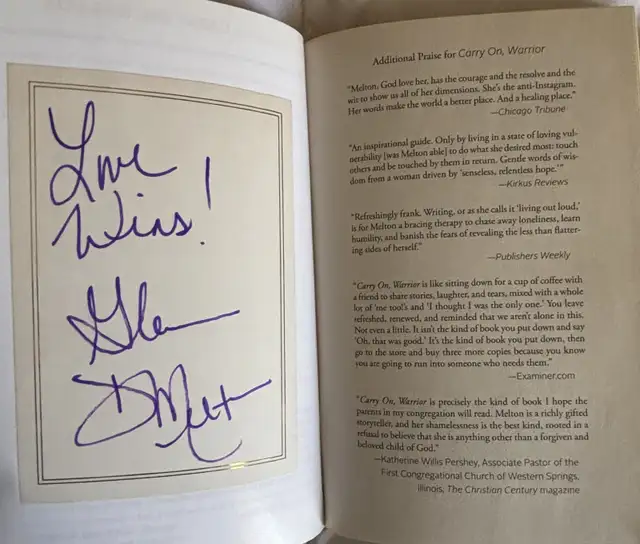 Love
Wins!
Glennon
D Melton
Additional Praise for Carry On, Warrior
"Melton, God love her, has the courage and the resolve and the
wit to show us all of her dimensions. She's the anti-Instagram.
Her words make the world a better place. And a healing place."
—Chicago Tribune
"An inspirational guide. Only by living in a state of loving vul-
nerability [was Melton able] to do what she desired most: touch
others and be touched by them in return. Gentle words of wis-
dom from a woman driven by 'senseless, relentless hope.'"
—Kirkus Reviews
"Refreshingly frank. Writing, or as she calls it 'living out loud,'
is for Melton a bracing therapy to chase away loneliness, learn
humility, and banish the fears of revealing the less than flatter-
ing sides of herself."
—Publishers Weekly
"Carry On, Warrior is like sitting down for a cup of coffee with
a friend to share stories, laughter, and tears, mixed with a whole
lot of 'me too!'s and 'I thought I was the only one.' You leave
refreshed, renewed, and reminded that we aren't alone in this.
Not even a little. It isn't the kind of book you put down and say
'Oh, that was good.' It's the kind of book you put down, then
go to the store and buy three more copies because you know
you are going to run into someone who needs them."
—Examiner.com
"Carry On, Warrior is precisely the kind of book I hope the
parents in my congregation will read. Melton is a richly gifted
storyteller, and her shamelessness is the best kind, rooted in a
refusal to believe that she is anything other than a forgiven and
beloved child of God."
—Katherine Willis Pershey, Associate Pastor of the
First Congregational Church of Western Springs,
Illinois, The Christian Century magazine